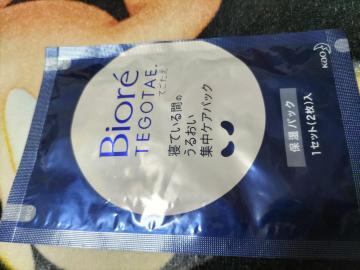 Bioré
TEGOTAE.
てごたえ
寝ている間の
うるおい
集中ケアパック
保湿パック
1セット(2枚)入
KAO